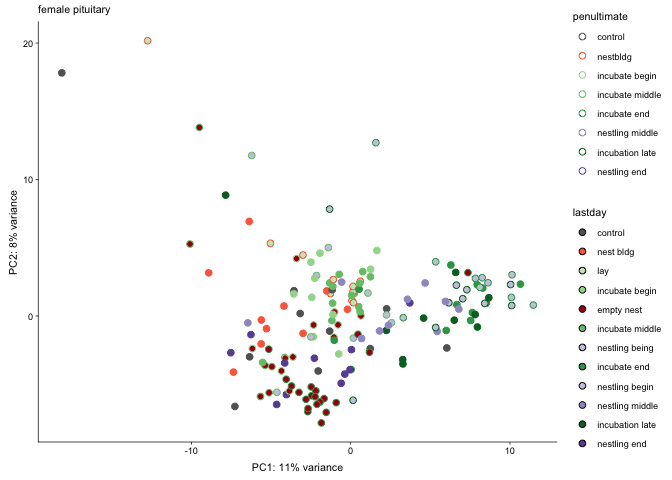 female pituitary
20
10
0
-10
0
10
PC2: 8% variance
PC1: 11% variance
penultimate
control
nestbldg
incubate begin
incubate middle
incubate end
nestling middle
incubation late
nestling end
lastday
control
nest bldg
lay
incubate begin
empty nest
incubate middle
nestling being
incubate end
nestling begin
nestling middle
incubation late
nestling end